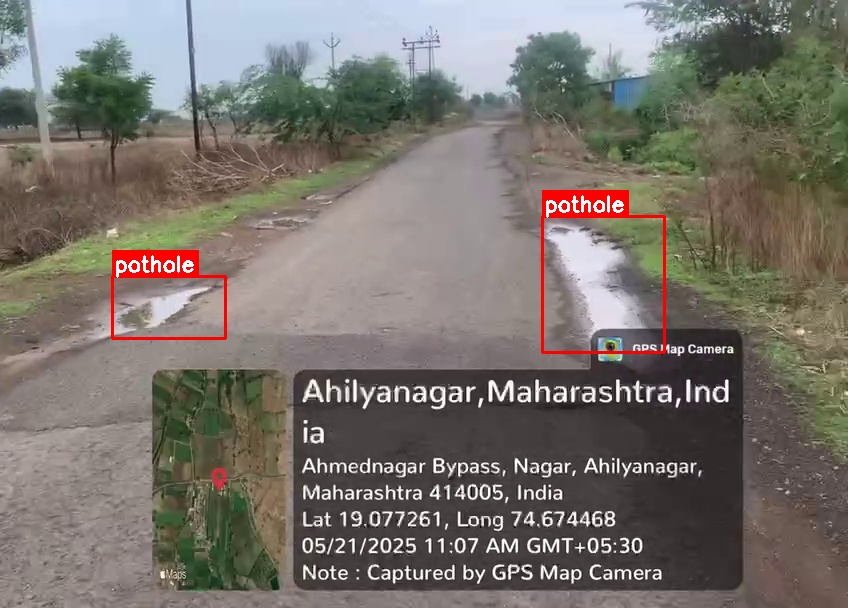 pothole
pothole
GPS Map Camera
Ahilyanagar,Maharashtra,Ind
ia
Ahmednagar Bypass, Nagar, Ahilyanagar,
Maharashtra 414005, India
Lat 19.077261, Long 74.674468
05/21/2025 11:07 AM GMT+05:30
Note : Captured by GPS Map Camera
Maps